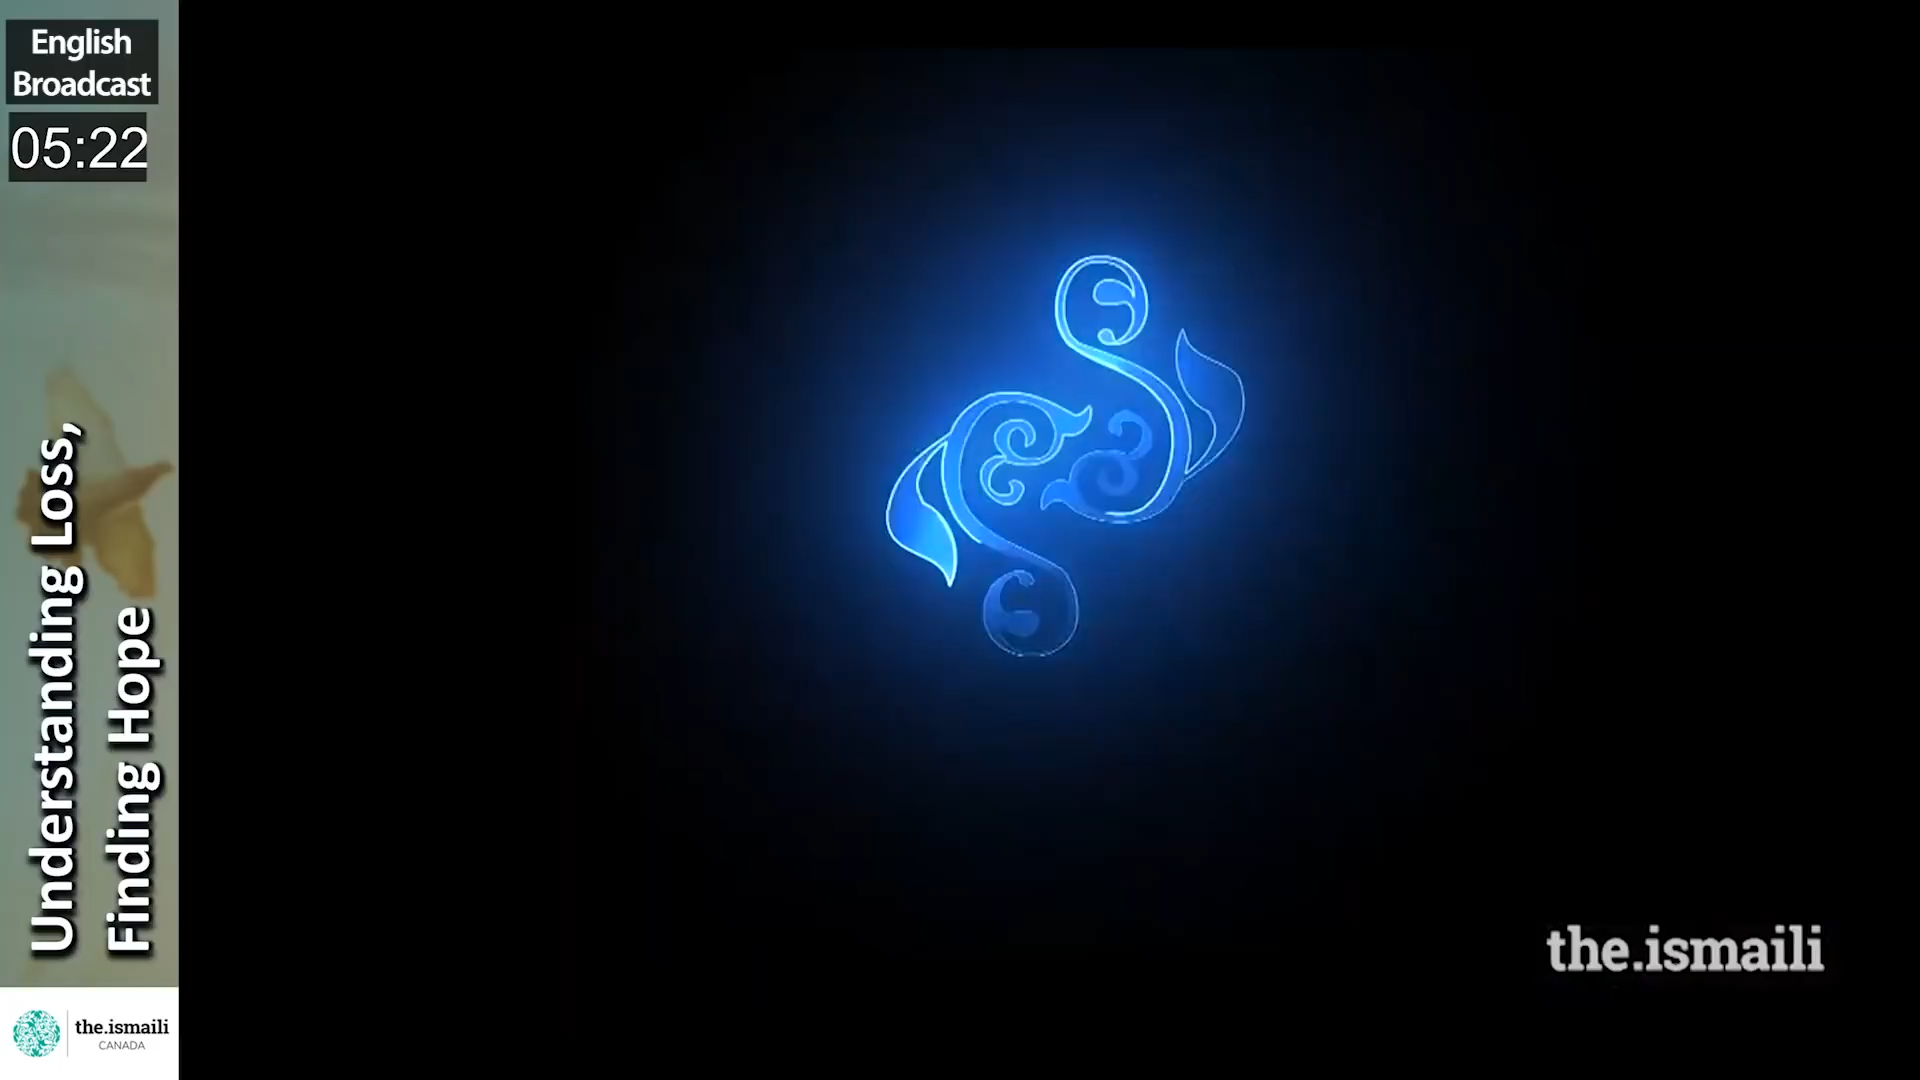 English
Broadcast
05:22
Understanding Loss,
Finding Hope
the.ismaili
CANADA
the.ismaili